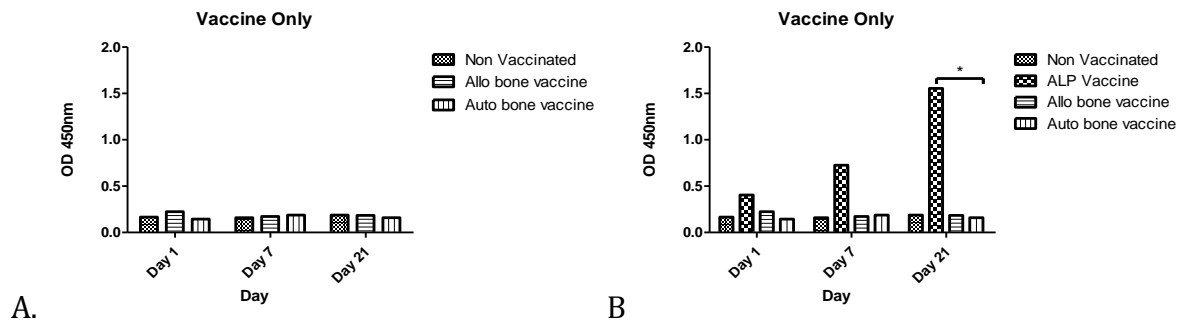 Vaccine Only
2.0
1.5
1.0
0.5
0.0
OD 450nm
Day 1
Day 7
Day 21
Day
Non Vaccinated
Allo bone vaccine
Auto bone vaccine
A.
Vaccine Only
2.0
1.5
1.0
0.5
0.0
OD 450nm
*
Day 1
Day 7
Day 21
Day
Non Vaccinated
ALP Vaccine
Allo bone vaccine
Auto bone vaccine
B